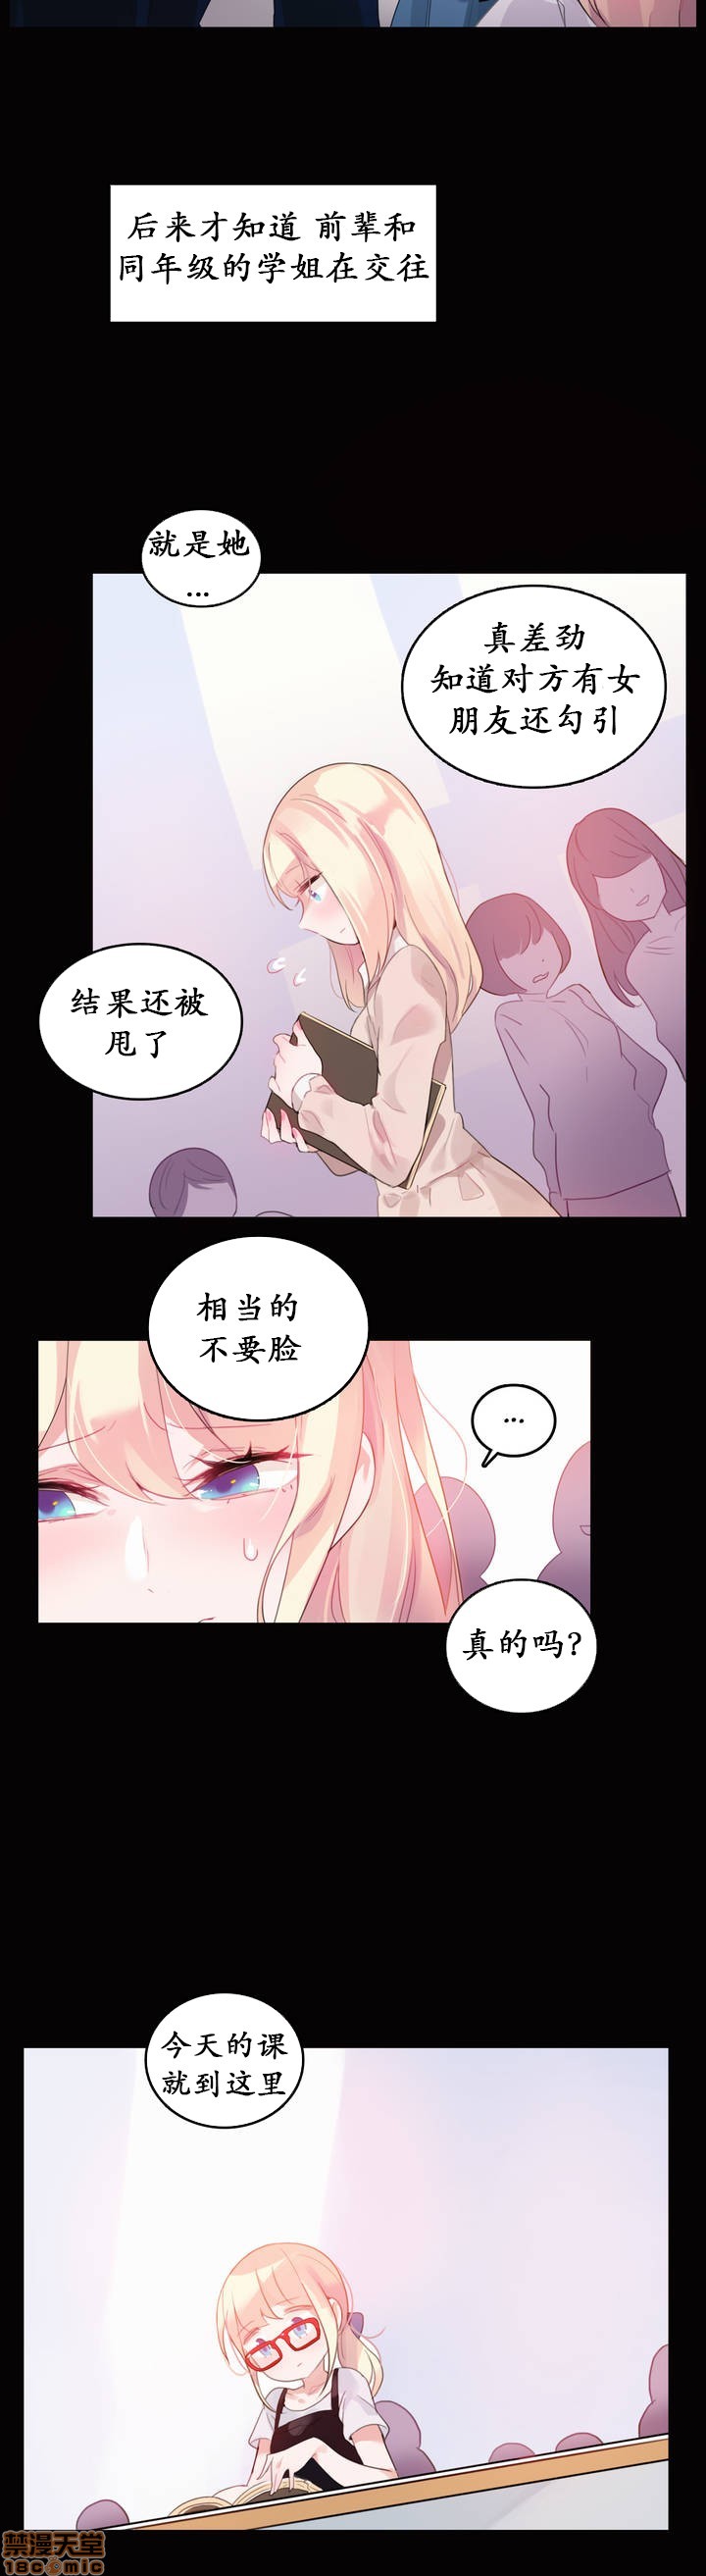 后来才知道 前辈和
同年级的学姐在交往
就是她
...
真差劲
知道对方有女
朋友还勾引
结果还被
甩了
相当的
不要脸
...
真的吗?
今天的课
就到这里
禁漫天堂
18comic